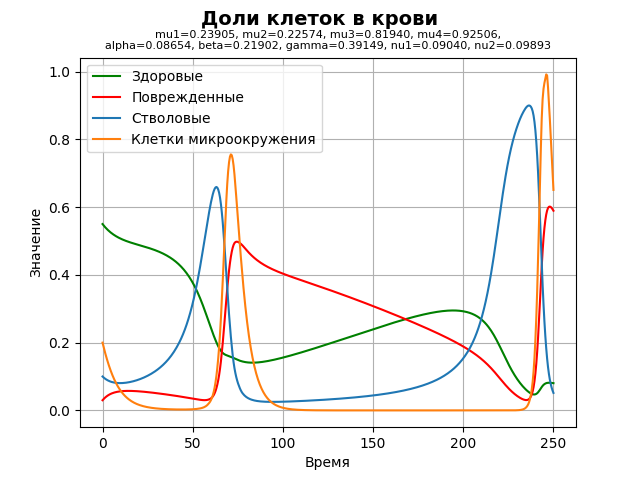 Доли клеток в крови
mu1=0.23905, mu2=0.22574, mu3=0.81940, mu4=0.92506,
alpha=0.08654, beta=0.21902, gamma=0.39149, nu1=0.09040, nu2=0.09893
1.0
0.8
0.6
0.4
0.2
0.0
Значение
Здоровые
Поврежденные
Стволовые
Клетки микроокружения
0
50
100
150
200
250
Время